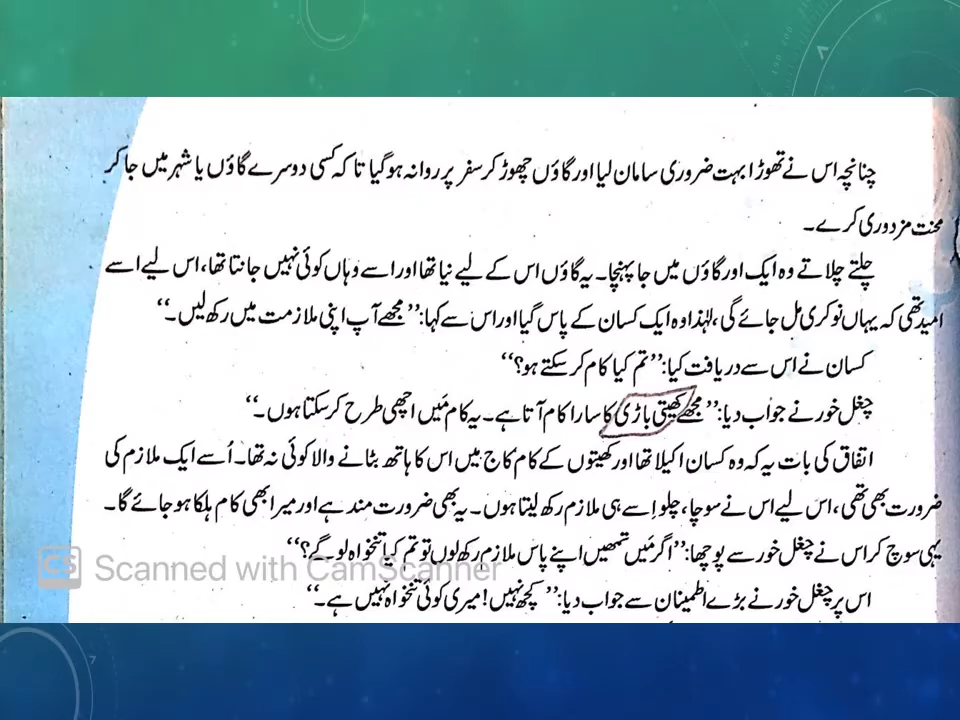 چنانچہ اس نے تھوڑا بہت ضروری سامان لیا اور گاؤں چھوڑ کر سفر پر روانہ ہو گیا تا کہ کسی دوسرے گاؤں یا شہر میں جا کر
محنت مزدوری کرے۔
چلتے چلاتے وہ ایک اور گاؤں میں جا پہنچا۔ یہ گاؤں اس کے لیے نیا تھا اور اسے وہاں کوئی نہیں جانتا تھا، اس لیے اسے
امید تھی کہ یہاں نوکری مل جائے گی، لہٰذا وہ ایک کسان کے پاس گیا اور اس سے کہا: ”مجھے آپ اپنی ملازمت میں رکھ لیں۔“
کسان نے اس سے دریافت کیا: ”تم کیا کام کر سکتے ہو؟“
چغل خور نے جواب دیا: ”مجھے کھیتی باڑی کا سارا کام آتا ہے۔ یہ کام مَیں اچھی طرح کر سکتا ہوں۔“
اتفاق کی بات یہ کہ وہ کسان اکیلا تھا اور کھیتوں کے کام کاج میں اس کا ہاتھ بٹانے والا کوئی نہ تھا۔ اُسے ایک ملازم کی
ضرورت بھی تھی، اس لیے اس نے سوچا، چلو اِسے ہی ملازم رکھ لیتا ہوں۔ یہ بھی ضرورت مند ہے اور میرا بھی کام ہلکا ہو جائے گا۔
یہی سوچ کر اس نے چغل خور سے پوچھا: ”اگر مَیں تمھیں اپنے پاس ملازم رکھ لوں تو تم کیا تنخواہ لو گے؟“
CS Scanned with CamScanner
اس پر چغل خور نے بڑے اطمینان سے جواب دیا: ”کچھ نہیں! میری کوئی تنخواہ نہیں ہے۔“